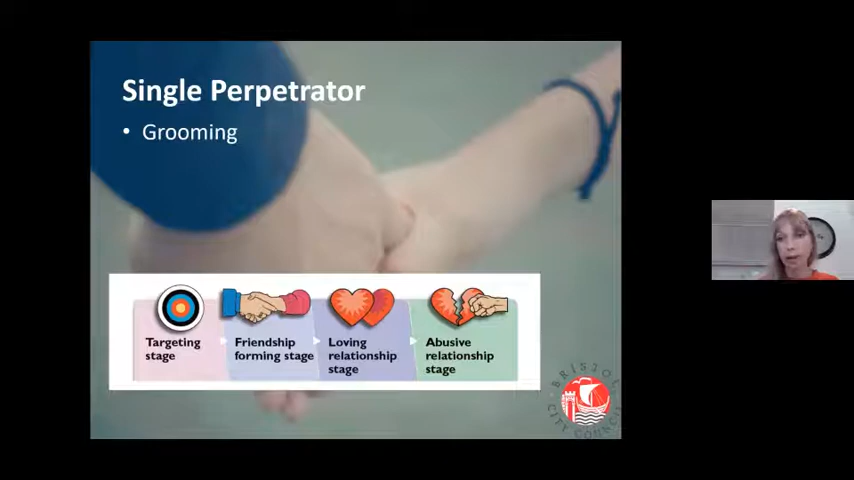 Single Perpetrator
• Grooming
Targeting
stage
Friendship
forming stage
Loving
relationship
stage
Abusive
relationship
stage
BRISTOL
CITY COUNCIL